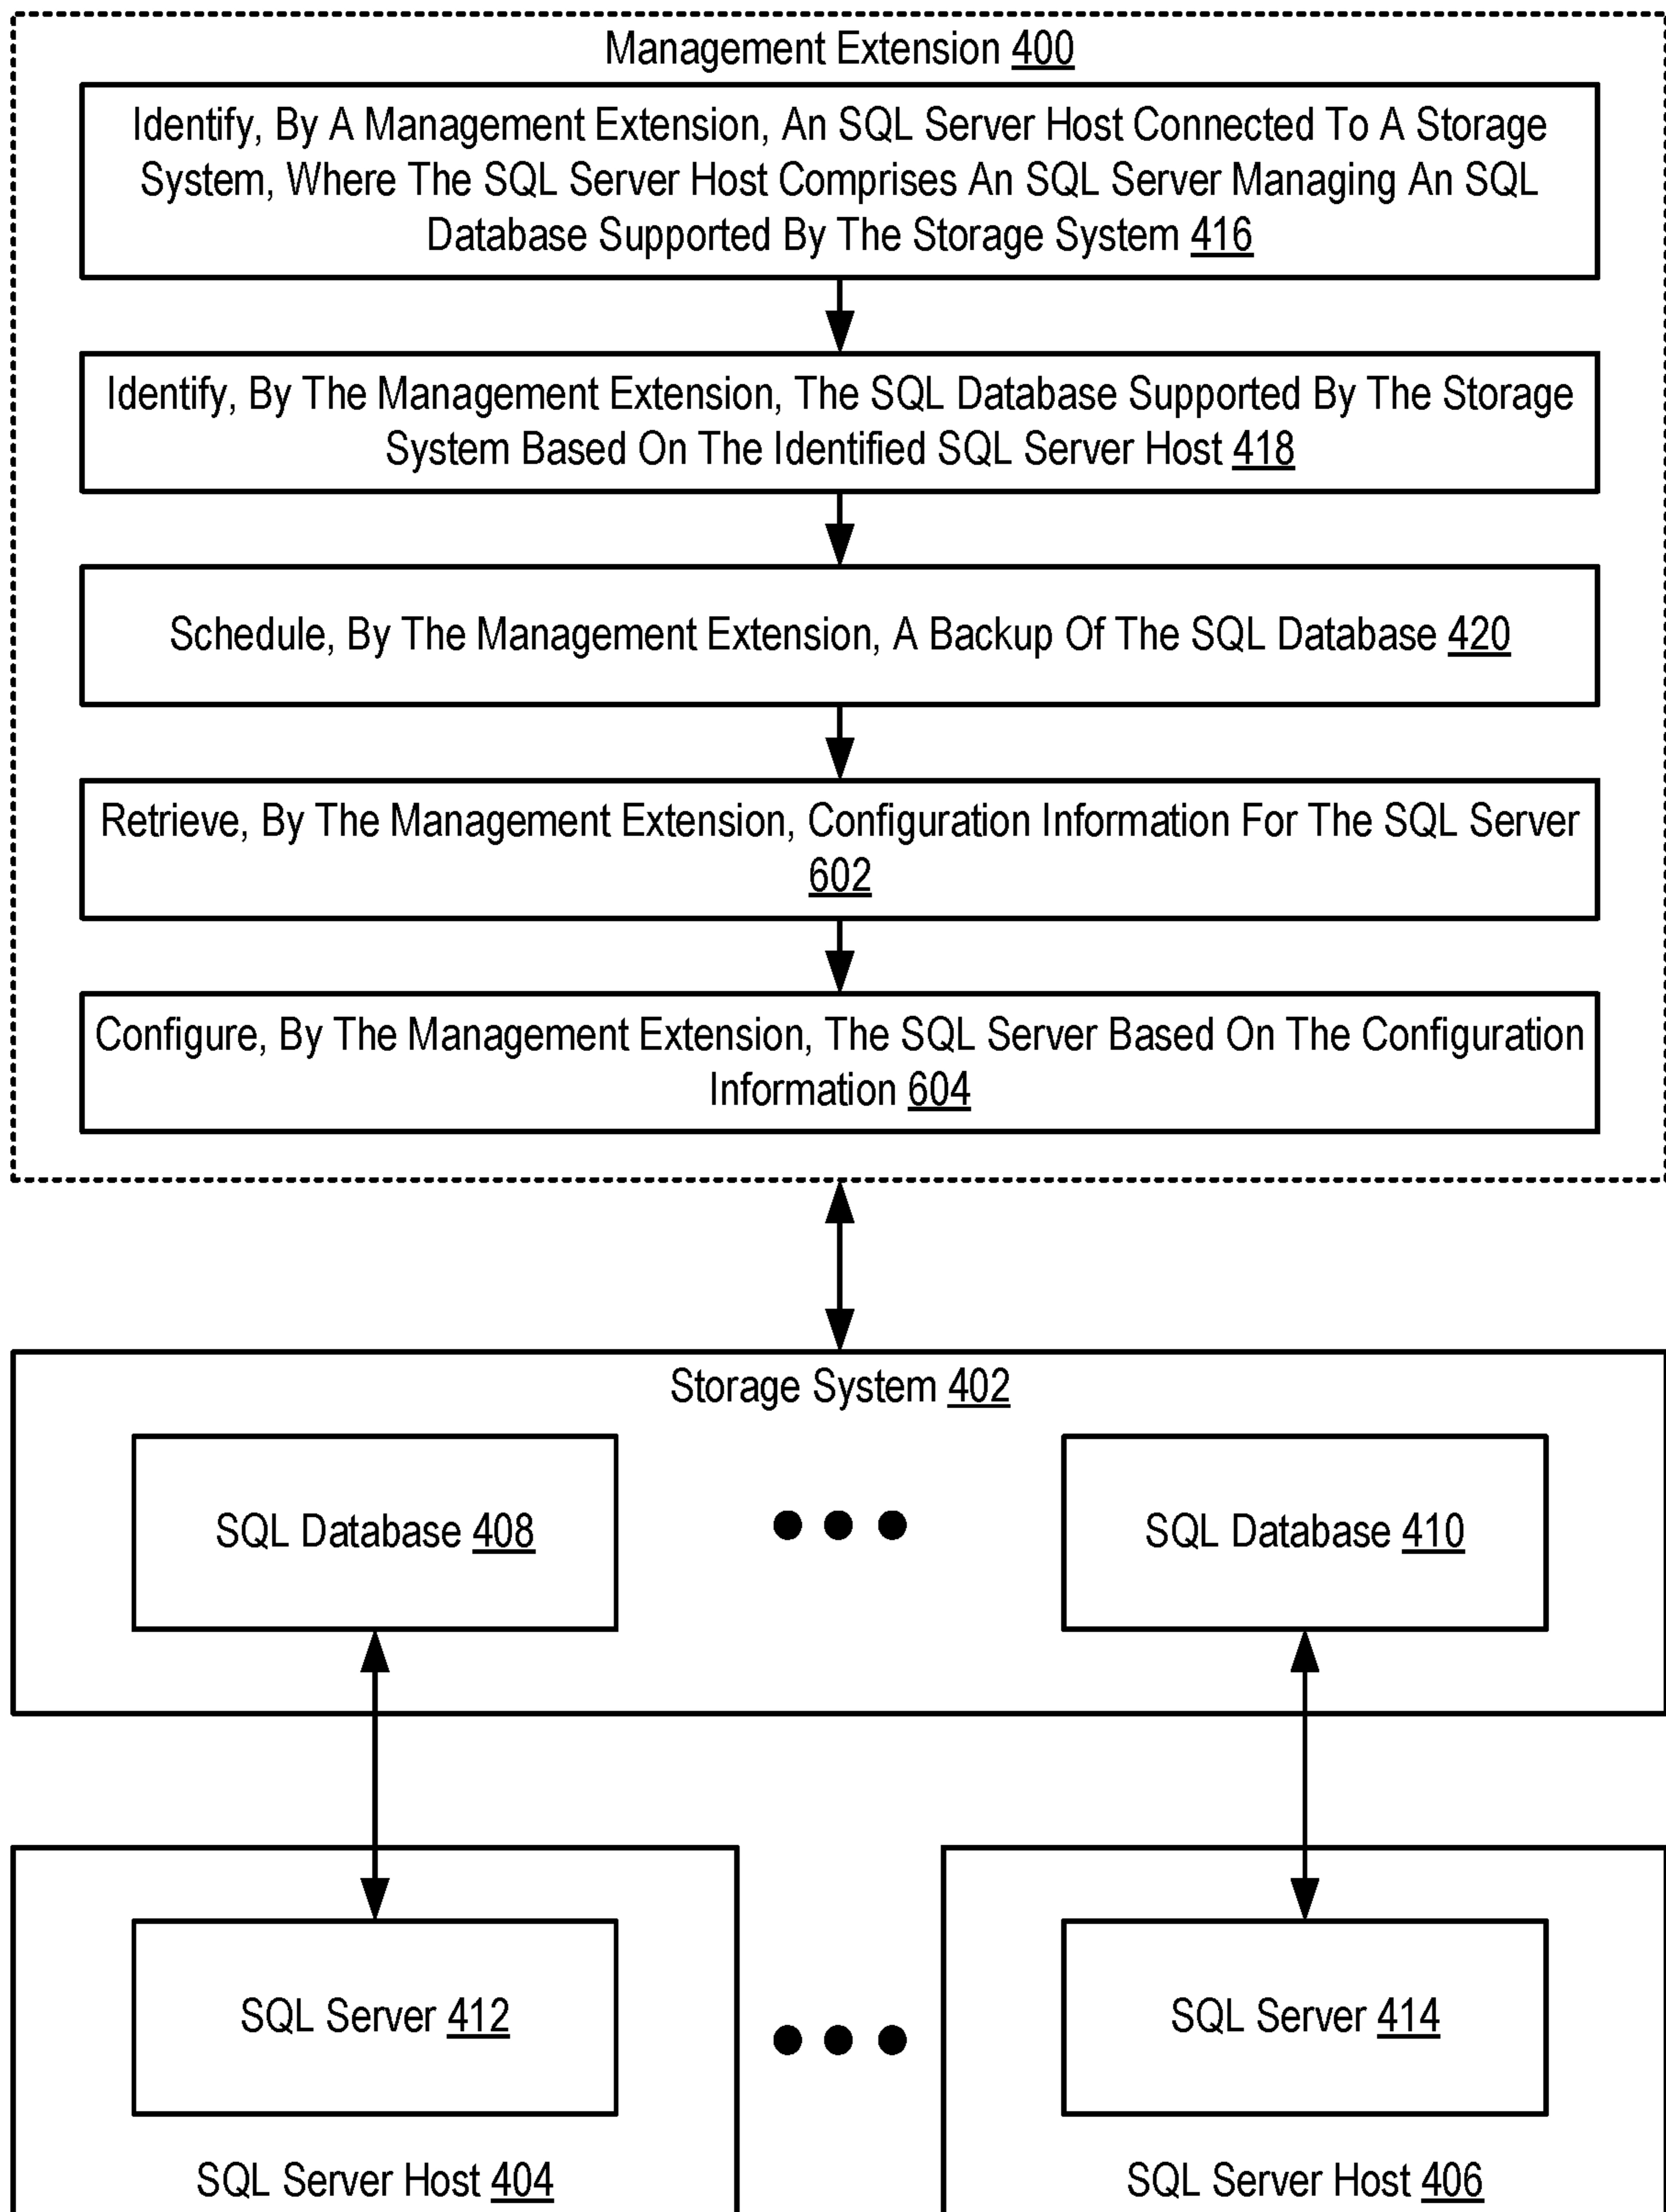 Management Extension 400
Identify, By A Management Extension, An SQL Server Host Connected To A Storage
System, Where The SQL Server Host Comprises An SQL Server Managing An SQL
Database Supported By The Storage System 416
Identify, By The Management Extension, The SQL Database Supported By The Storage
System Based On The Identified SQL Server Host 418
Schedule, By The Management Extension, A Backup Of The SQL Database 420
Retrieve, By The Management Extension, Configuration Information For The SQL Server
602
Configure, By The Management Extension, The SQL Server Based On The Configuration
Information 604
Storage System 402
SQL Database 408
SQL Database 410
SQL Server 412
SQL Server 414
SQL Server Host 404
SQL Server Host 406